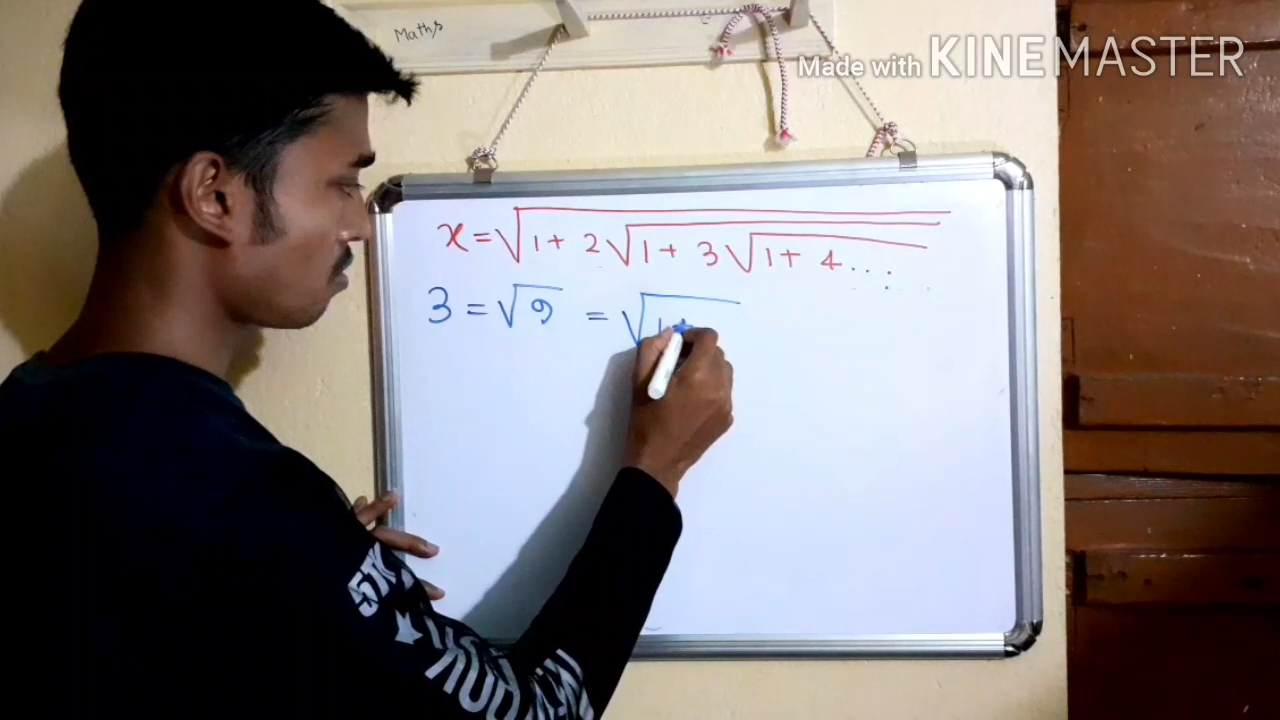 Maths
Made with KINEMASTER
x = √1 + 2√1 + 3√1 + 4...
3 = √9 = √1+